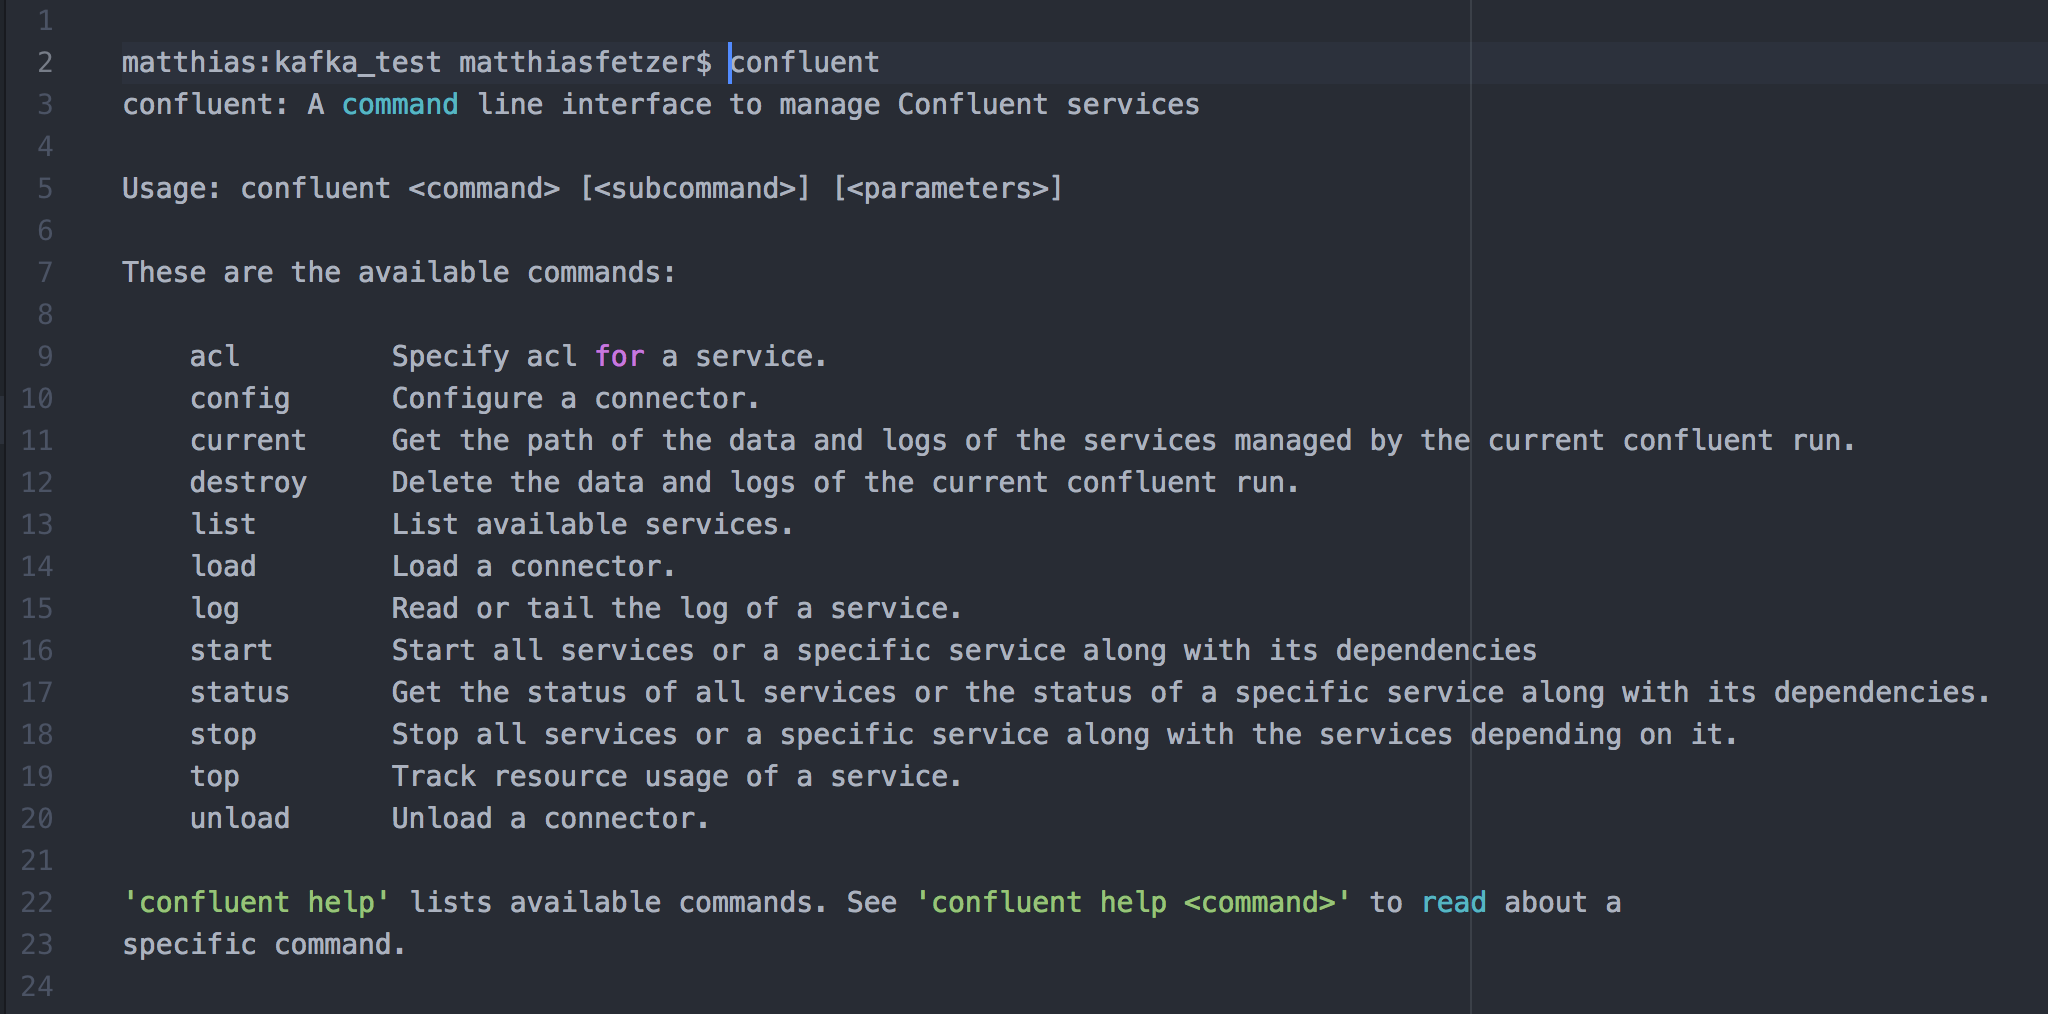 1
2 matthias:kafka_test matthiasfetzer$ confluent
3 confluent: A command line interface to manage Confluent services
4
5 Usage: confluent <command> [<subcommand>] [<parameters>]
6
7 These are the available commands:
8
9 acl Specify acl for a service.
10 config Configure a connector.
11 current Get the path of the data and logs of the services managed by the current confluent run.
12 destroy Delete the data and logs of the current confluent run.
13 list List available services.
14 load Load a connector.
15 log Read or tail the log of a service.
16 start Start all services or a specific service along with its dependencies
17 status Get the status of all services or the status of a specific service along with its dependencies.
18 stop Stop all services or a specific service along with the services depending on it.
19 top Track resource usage of a service.
20 unload Unload a connector.
21
22 'confluent help' lists available commands. See 'confluent help <command>' to read about a
23 specific command.
24